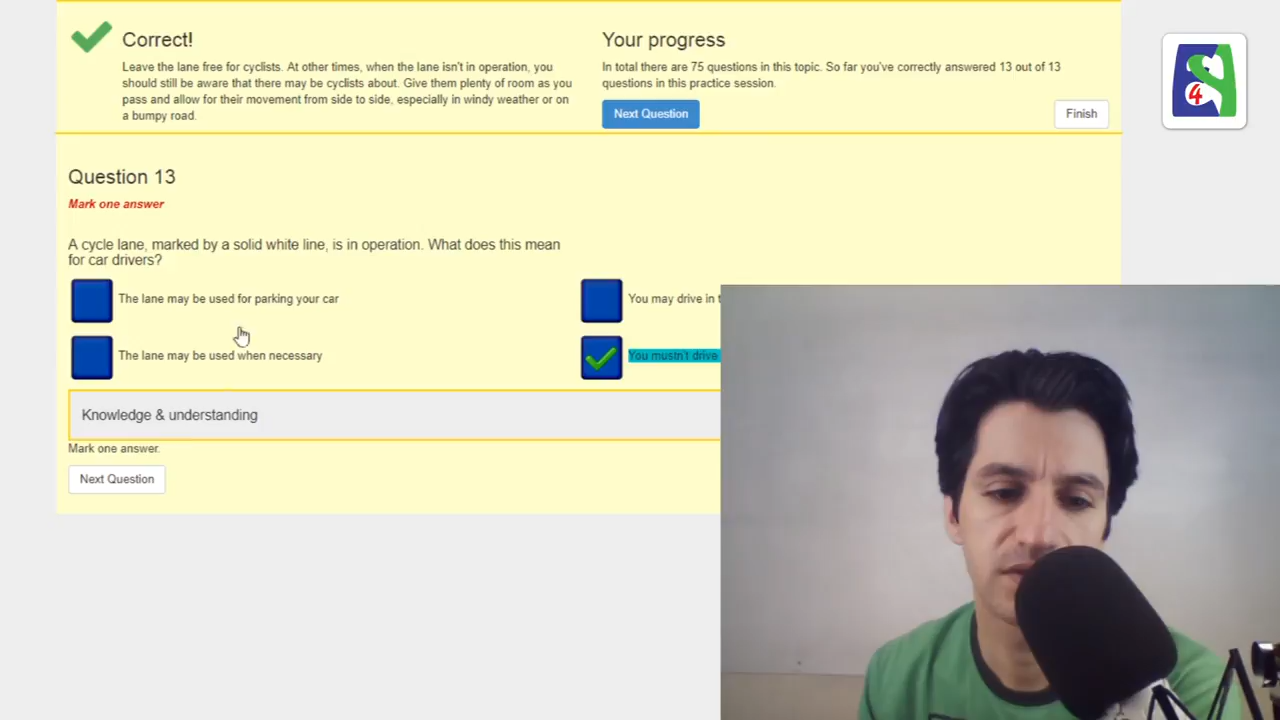 Correct!
Leave the lane free for cyclists. At other times, when the lane isn't in operation, you
should still be aware that there may be cyclists about. Give them plenty of room as you
pass and allow for their movement from side to side, especially in windy weather or on
a bumpy road.
Your progress
In total there are 75 questions in this topic. So far you've correctly answered 13 out of 13
questions in this practice session.
Next Question
Finish
4
Question 13
Mark one answer
A cycle lane, marked by a solid white line, is in operation. What does this mean
for car drivers?
The lane may be used for parking your car
You may drive in
The lane may be used when necessary
You mustn't drive
Knowledge & understanding
Mark one answer.
Next Question